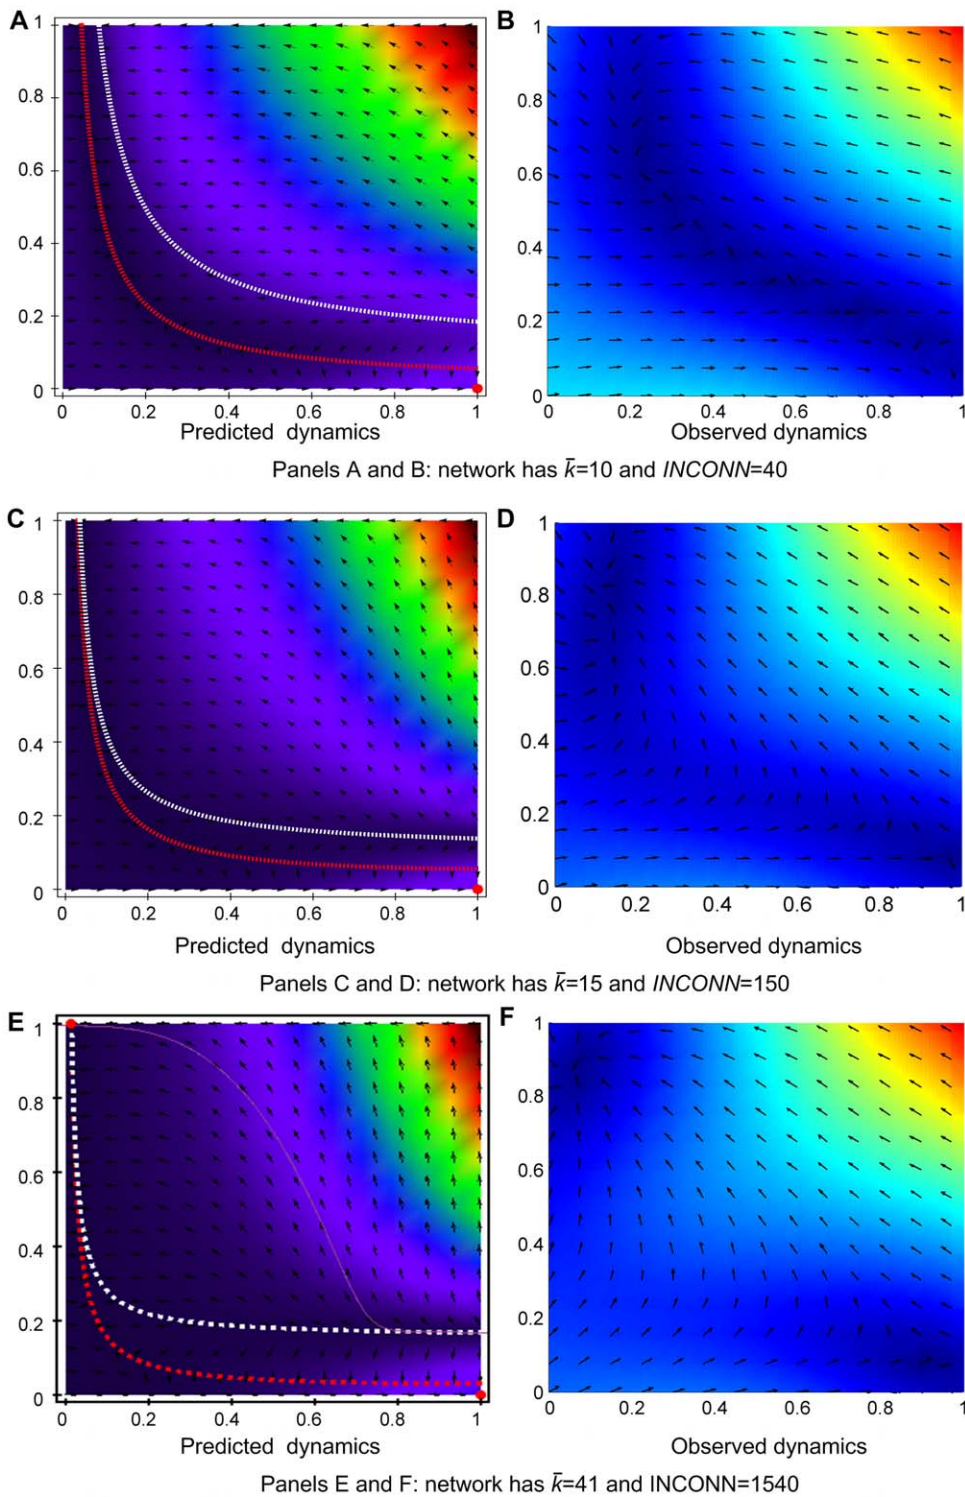 A
B
1
0.8
0.6
0.4
0.2
0
0 0.2 0.4 0.6 0.8 1
1
0.8
0.6
0.4
0.2
0
0 0.2 0.4 0.6 0.8 1
Predicted dynamics
Observed dynamics
Panels A and B: network has k̄=10 and INCONN=40
C
D
1
0.8
0.6
0.4
0.2
0
0 0.2 0.4 0.6 0.8 1
1
0.8
0.6
0.4
0.2
0
0 0.2 0.4 0.6 0.8 1
Predicted dynamics
Observed dynamics
Panels C and D: network has k̄=15 and INCONN=150
E
F
1
0.8
0.6
0.4
0.2
0
0 0.2 0.4 0.6 0.8 1
1
0.8
0.6
0.4
0.2
0
0 0.2 0.4 0.6 0.8 1
Predicted dynamics
Observed dynamics
Panels E and F: network has k̄=41 and INCONN=1540